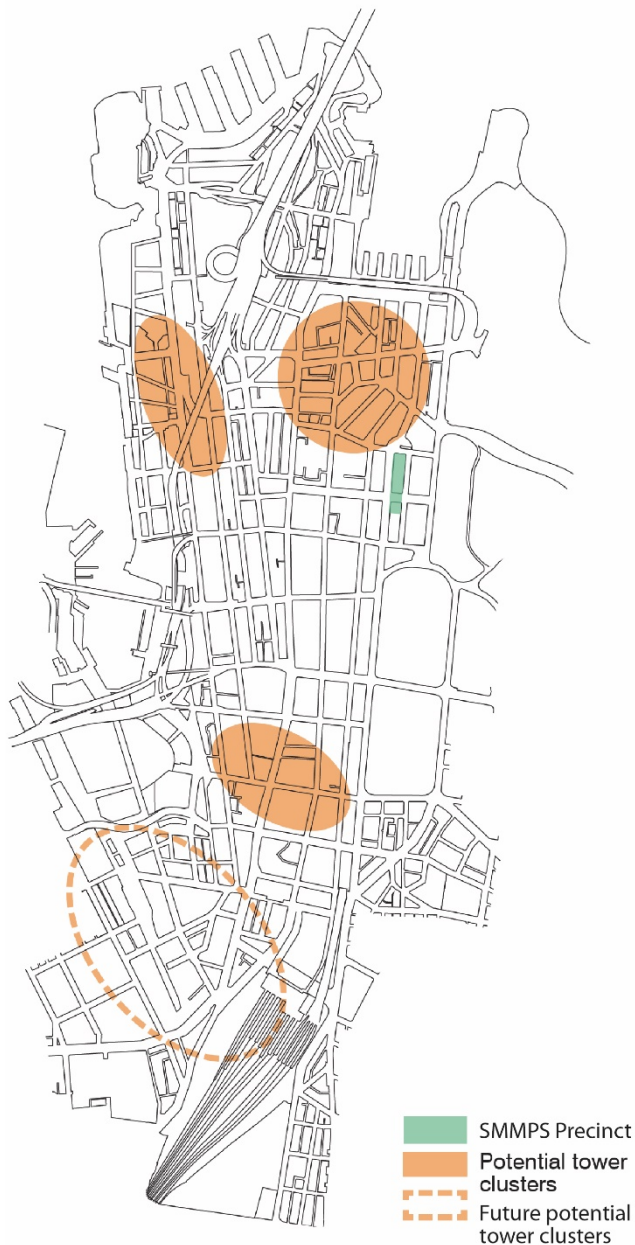 SMMPS Precinct
Potential tower
clusters
Future potential
tower clusters